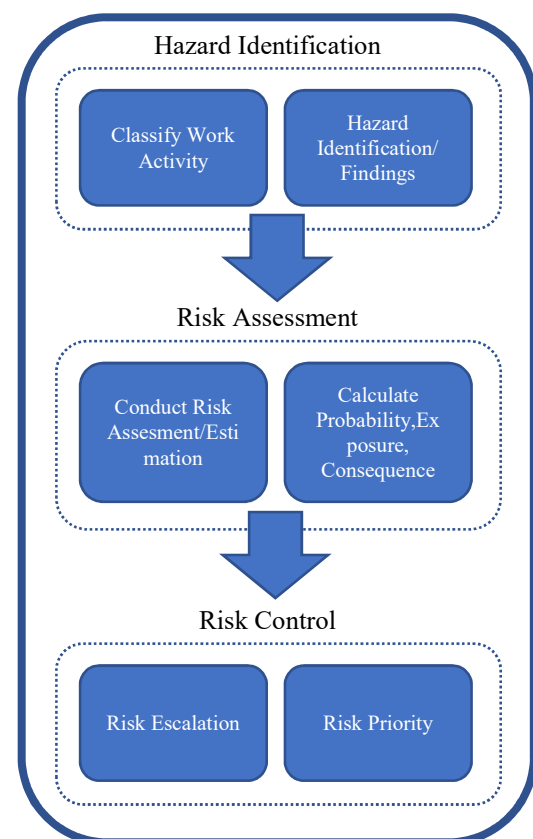 Hazard Identification
Classify Work
Activity
Hazard
Identification/
Findings
Risk Assessment
Conduct Risk
Assesment/Esti
mation
Calculate
Probability,Ex
posure,
Consequence
Risk Control
Risk Escalation
Risk Priority